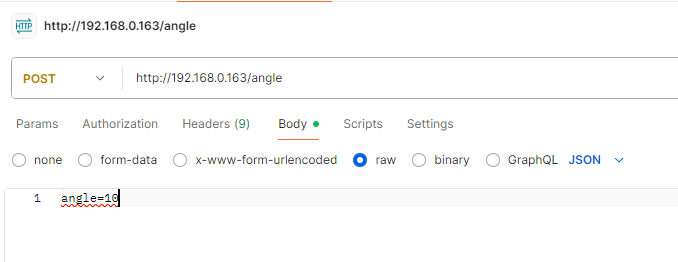 HTTP http://192.168.0.163/angle
POST http://192.168.0.163/angle
Params Authorization Headers (9) Body Scripts Settings
none form-data x-www-form-urlencoded raw binary GraphQL JSON
1 angle=10